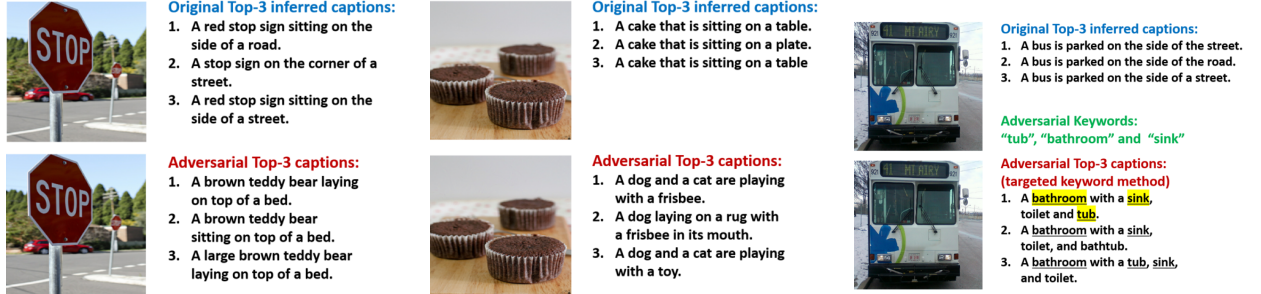 STOP
Original Top-3 inferred captions:
1. A red stop sign sitting on the
side of a road.
2. A stop sign on the corner of a
street.
3. A red stop sign sitting on the
side of a street.
STOP
Adversarial Top-3 captions:
1. A brown teddy bear laying
on top of a bed.
2. A brown teddy bear
sitting on top of a bed.
3. A large brown teddy bear
laying on top of a bed.
Original Top-3 inferred captions:
1. A cake that is sitting on a table.
2. A cake that is sitting on a plate.
3. A cake that is sitting on a table
Adversarial Top-3 captions:
1. A dog and a cat are playing
with a frisbee.
2. A dog laying on a rug with
a frisbee in its mouth.
3. A dog and a cat are playing
with a toy.
MT AIRY
Original Top-3 inferred captions:
1. A bus is parked on the side of the street.
2. A bus is parked on the side of the road.
3. A bus is parked on the side of a street.
Adversarial Keywords:
“tub”, “bathroom” and “sink”
MT AIRY
Adversarial Top-3 captions:
(targeted keyword method)
1. A bathroom with a sink,
toilet and tub.
2. A bathroom with a sink,
toilet, and bathtub.
3. A bathroom with a tub, sink,
and toilet.